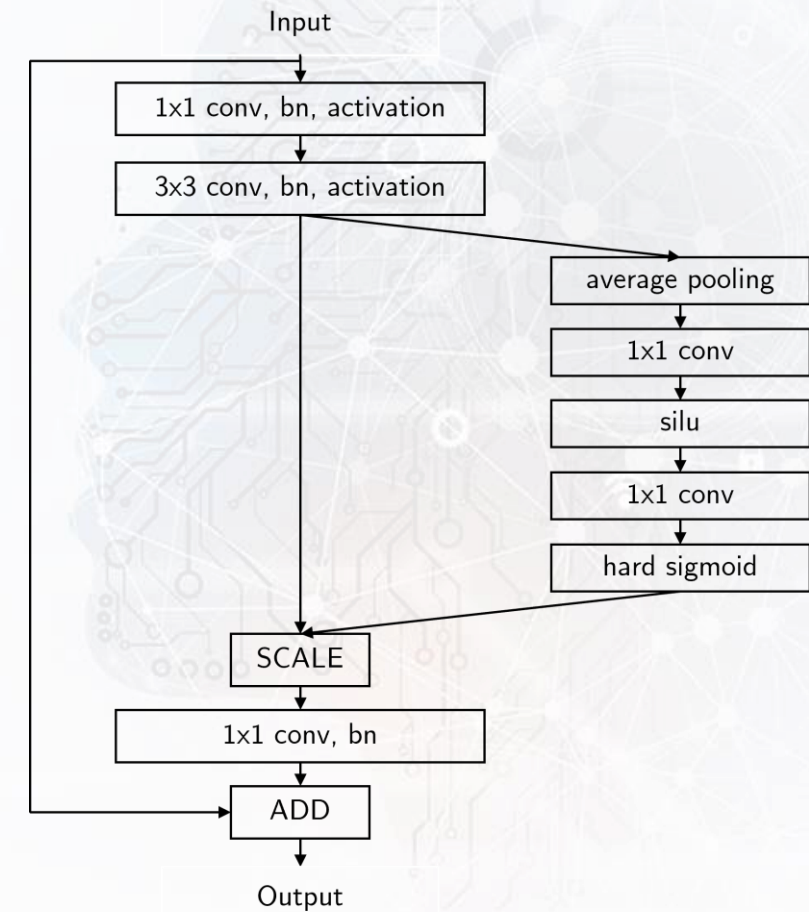 Input
1x1 conv, bn, activation
3x3 conv, bn, activation
average pooling
1x1 conv
silu
1x1 conv
hard sigmoid
SCALE
1x1 conv, bn
ADD
Output